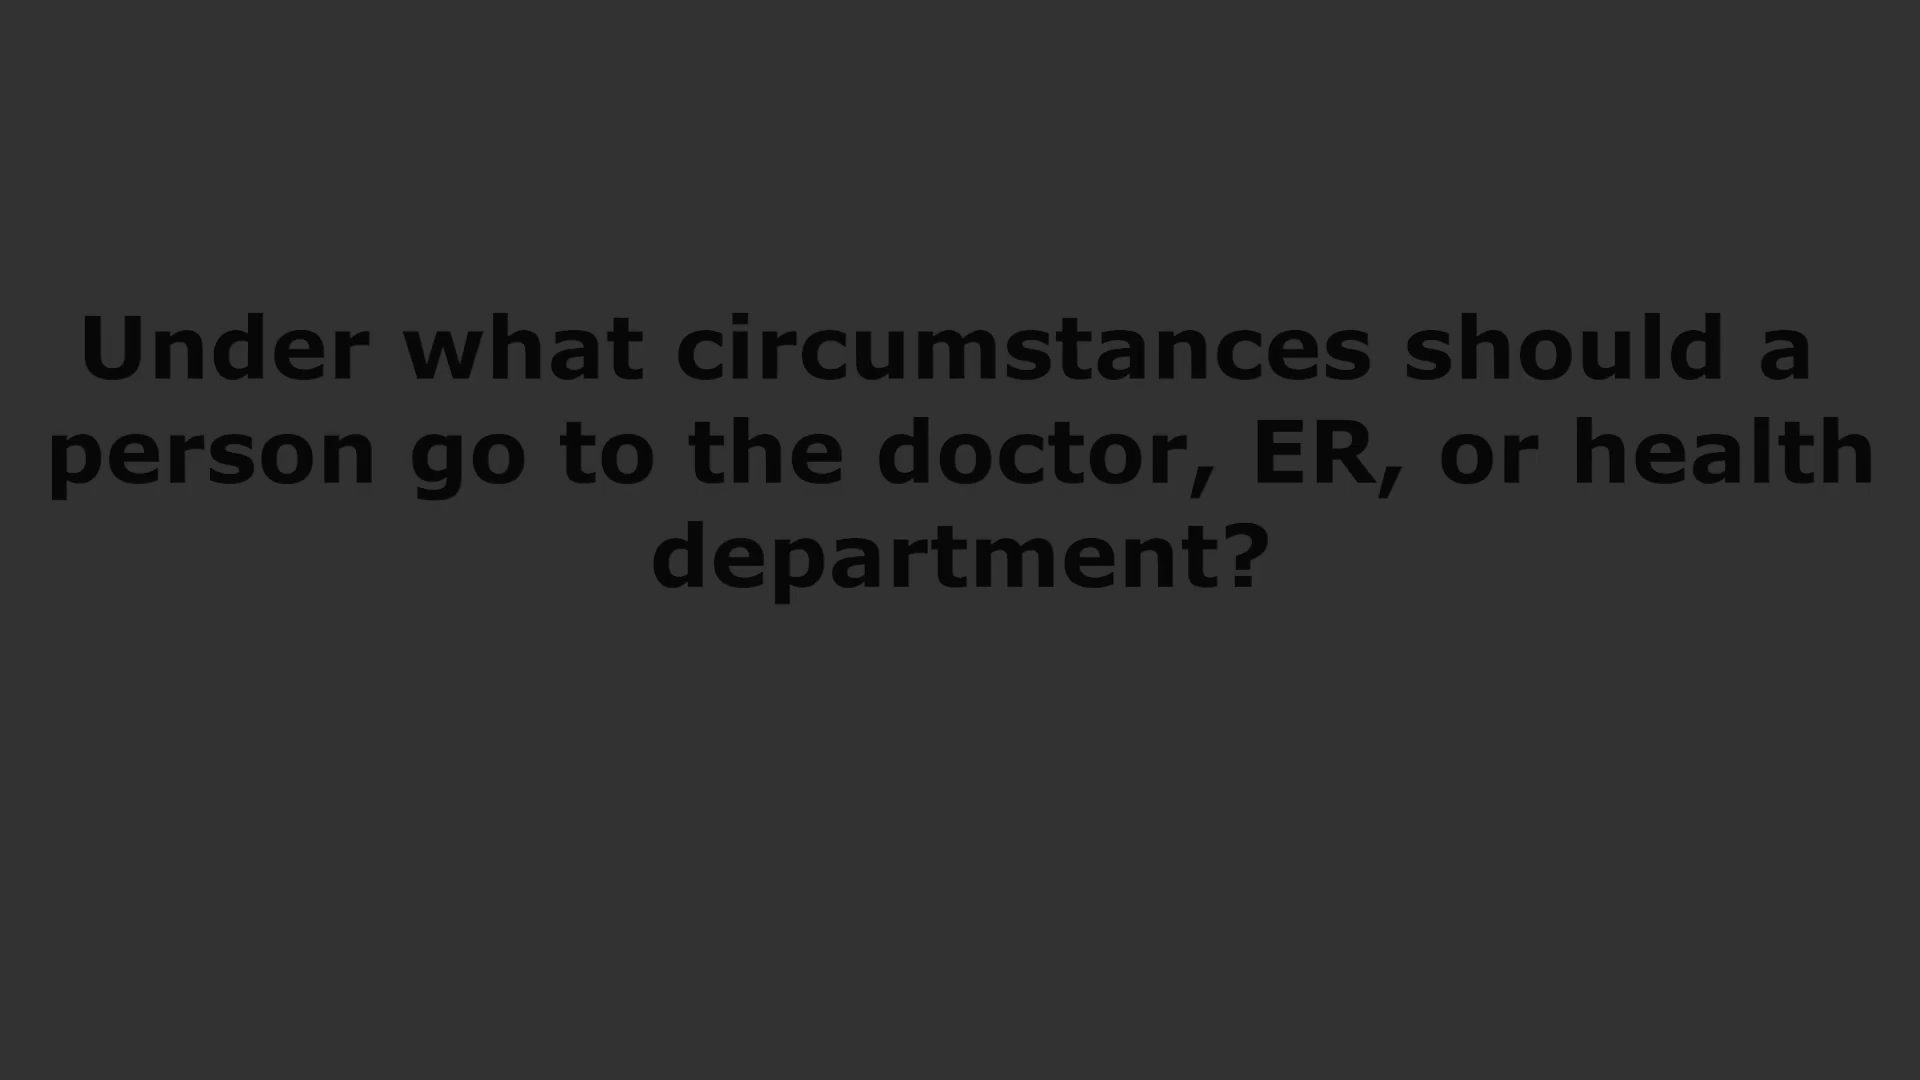 Under what circumstances should a
person go to the doctor, ER, or health
department?